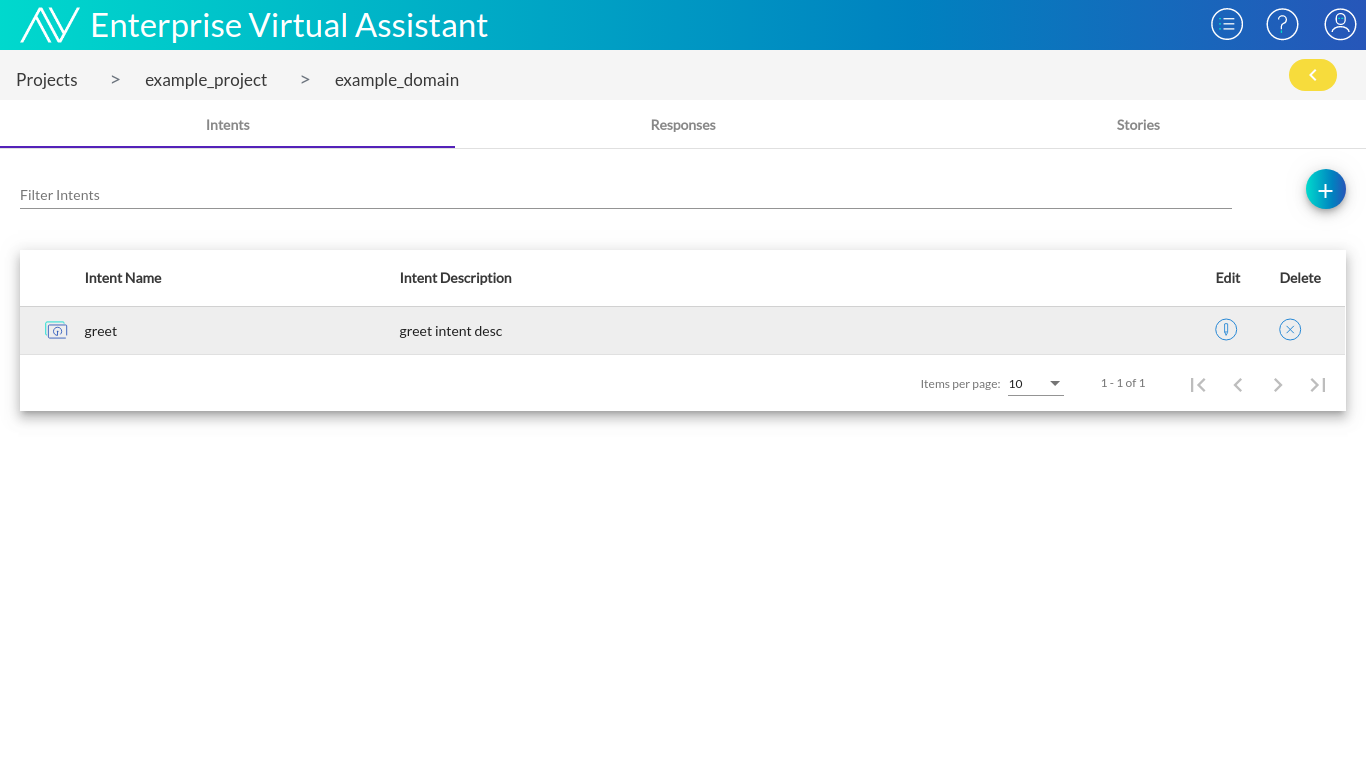 Enterprise Virtual Assistant
Projects > example_project > example_domain
Intents Responses Stories
Filter Intents
+
Intent Name Intent Description Edit Delete
greet greet intent desc
Items per page: 10 1 - 1 of 1